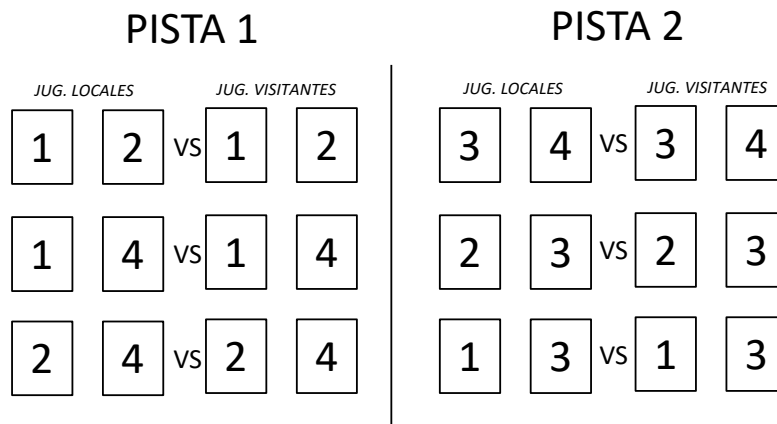 PISTA 1
JUG. LOCALES JUG. VISITANTES
1 2 VS 1 2
1 4 VS 1 4
2 4 VS 2 4
PISTA 2
JUG. LOCALES JUG. VISITANTES
3 4 VS 3 4
2 3 VS 2 3
1 3 VS 1 3